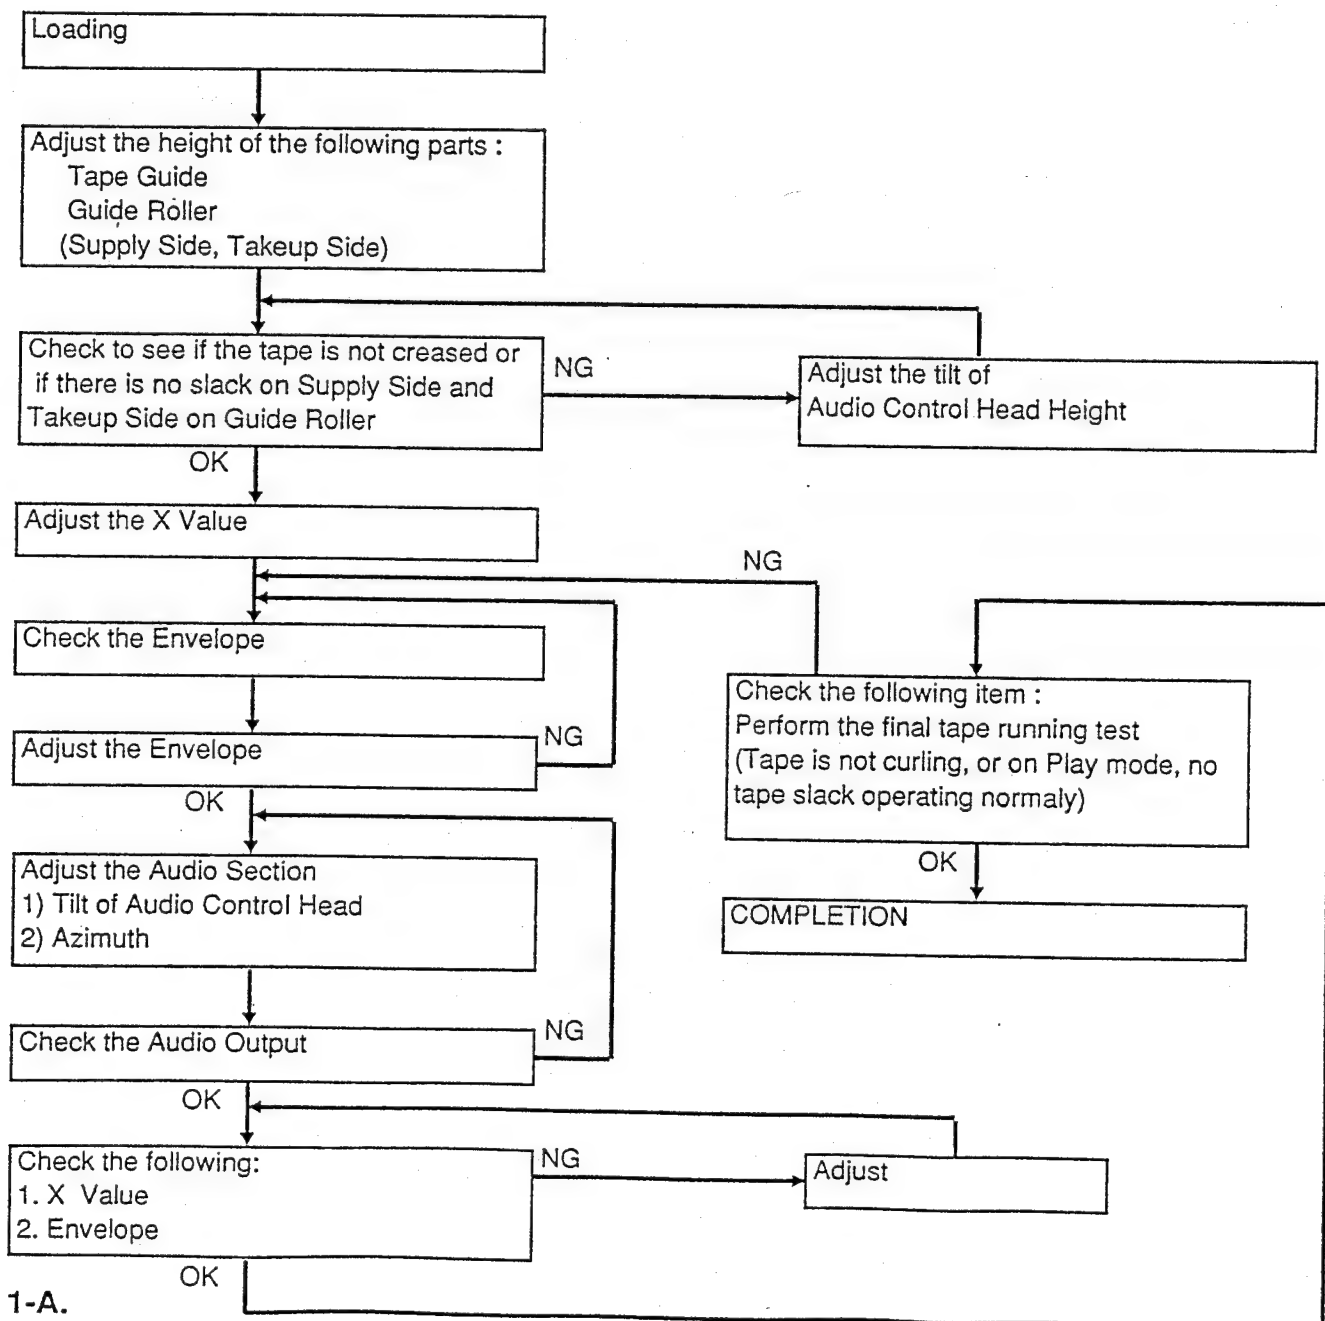 Loading
Adjust the height of the following parts :
Tape Guide
Guide Roller
(Supply Side, Takeup Side)
Check to see if the tape is not creased or
if there is no slack on Supply Side and
Takeup Side on Guide Roller
NG
Adjust the tilt of
Audio Control Head Height
OK
Adjust the X Value
NG
Check the Envelope
Adjust the Envelope
NG
OK
Adjust the Audio Section
1) Tilt of Audio Control Head
2) Azimuth
Check the Audio Output
NG
OK
Check the following:
1. X Value
2. Envelope
NG
Adjust
OK
Check the following item :
Perform the final tape running test
(Tape is not curling, or on Play mode, no
tape slack operating normaly)
OK
COMPLETION
1-A.